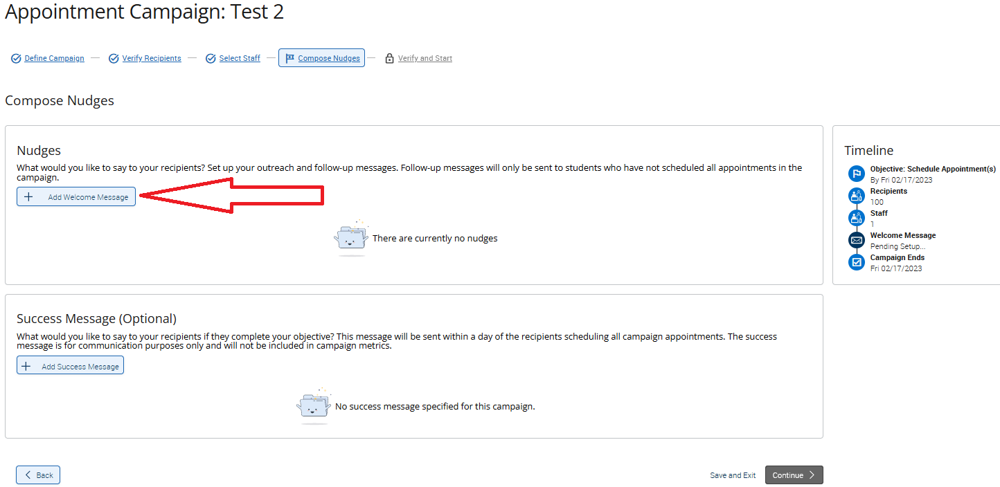 Appointment Campaign: Test 2
Define Campaign
Verify Recipients
Select Staff
Compose Nudges
Verify and Start
Compose Nudges
Nudges
What would you like to say to your recipients? Set up your outreach and follow-up messages. Follow-up messages will only be sent to students who have not scheduled all appointments in the
campaign.
Add Welcome Message
There are currently no nudges
Timeline
Objective: Schedule Appointment(s)
By Fri 02/17/2023
Recipients
100
Staff
1
Welcome Message
Pending Setup...
Campaign Ends
Fri 02/17/2023
Success Message (Optional)
What would you like to say to your recipients if they complete your objective? This message will be sent within a day of the recipients scheduling all campaign appointments. The success
message is for communication purposes only and will not be included in campaign metrics.
Add Success Message
No success message specified for this campaign.
Back
Save and Exit
Continue